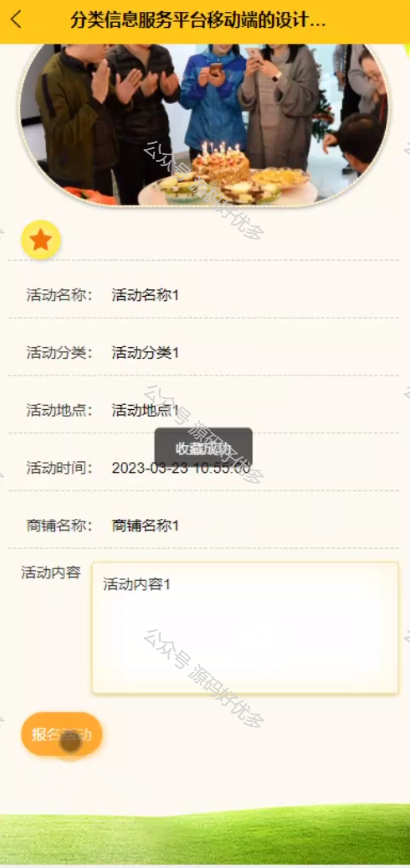 分类信息服务平台移动端的设计...
公众号 源码好优多
活动名称： 活动名称1
活动分类： 活动分类1
活动地点： 活动地点1
公众号 源码好优多
收藏成功
活动时间： 2023-03-23 10:55:00
商铺名称： 商铺名称1
活动内容
活动内容1
公众号 源码好优多
报名活动